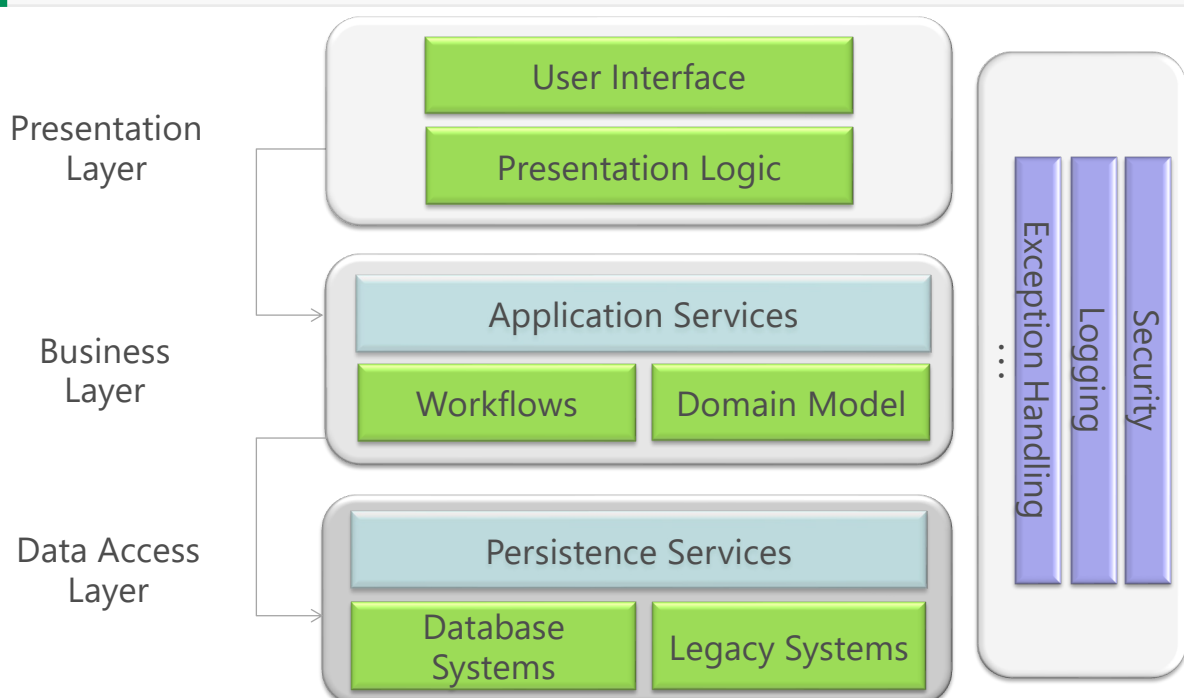 Presentation
Layer
User Interface
Presentation Logic
Business
Layer
Application Services
Workflows
Domain Model
Data Access
Layer
Persistence Services
Database
Systems
Legacy Systems
...
Exception Handling
Logging
Security